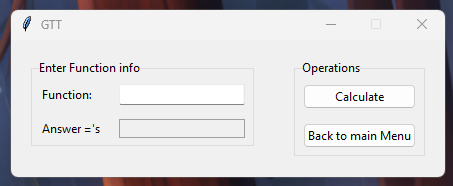 GTT
Enter Function info
Function:
Answer ='s
Operations
Calculate
Back to main Menu